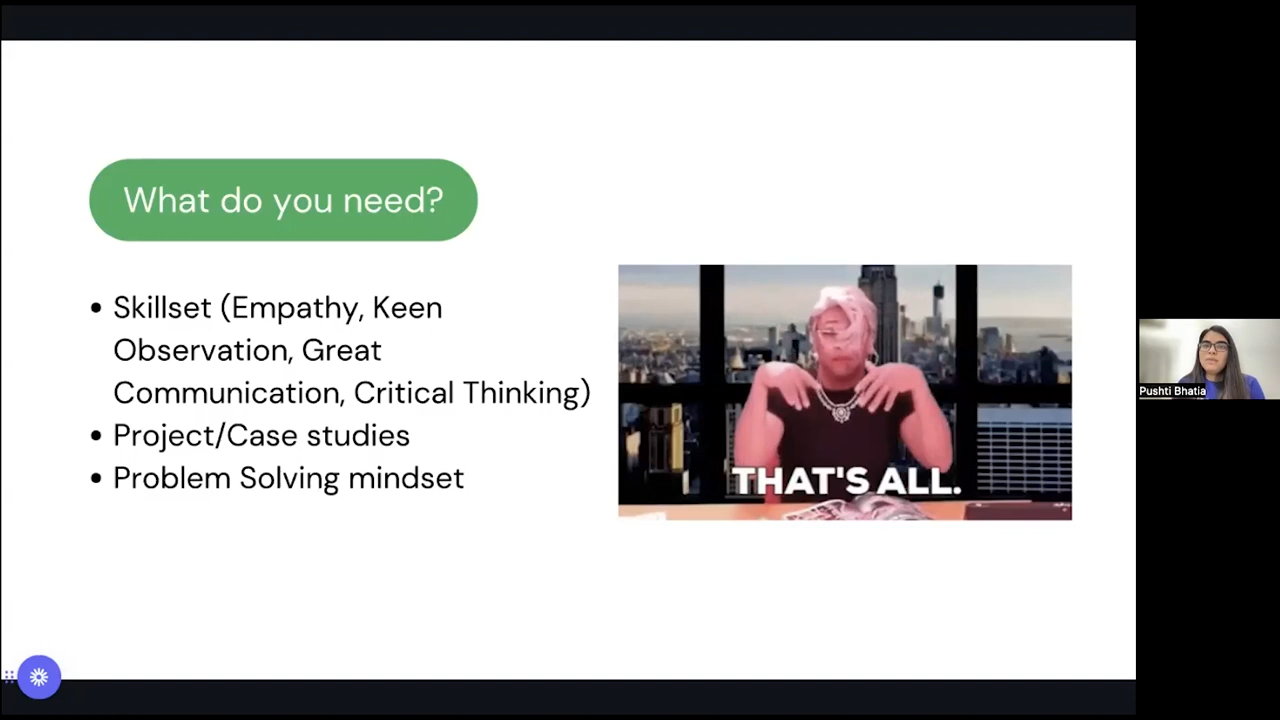 What do you need?
• Skillset (Empathy, Keen
Observation, Great
Communication, Critical Thinking)
• Project/Case studies
• Problem Solving mindset
THAT'S ALL.
Pushti Bhatia